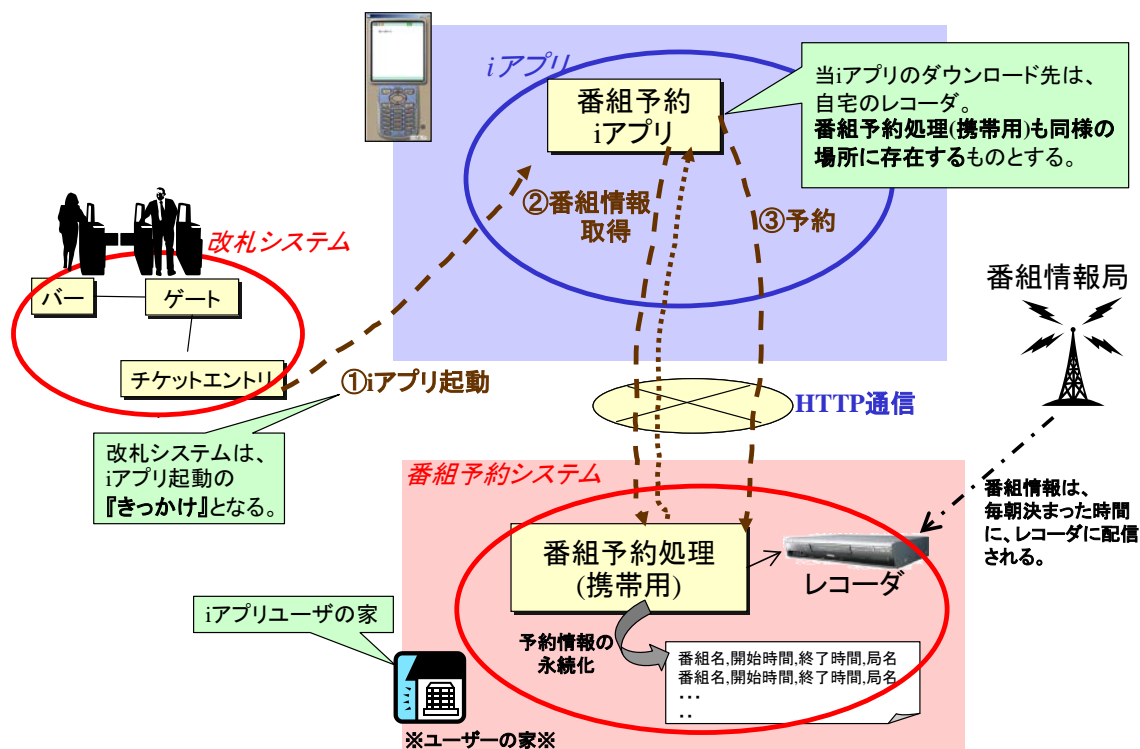 iアプリ
番組予約
iアプリ
当iアプリのダウンロード先は、
自宅のレコーダ。
番組予約処理(携帯用)も同様の
場所に存在するものとする。
②番組情報
取得
③予約
改札システム
バー
ゲート
チケットエントリ
①iアプリ起動
改札システムは、
iアプリ起動の
『きっかけ』となる。
番組情報局
HTTP通信
番組予約システム
番組情報は、
毎朝決まった時間
に、レコーダに配信
される。
番組予約処理
(携帯用)
レコーダ
iアプリユーザの家
予約情報の
永続化
番組名,開始時間,終了時間,局名
番組名,開始時間,終了時間,局名
…
‥
※ユーザーの家※